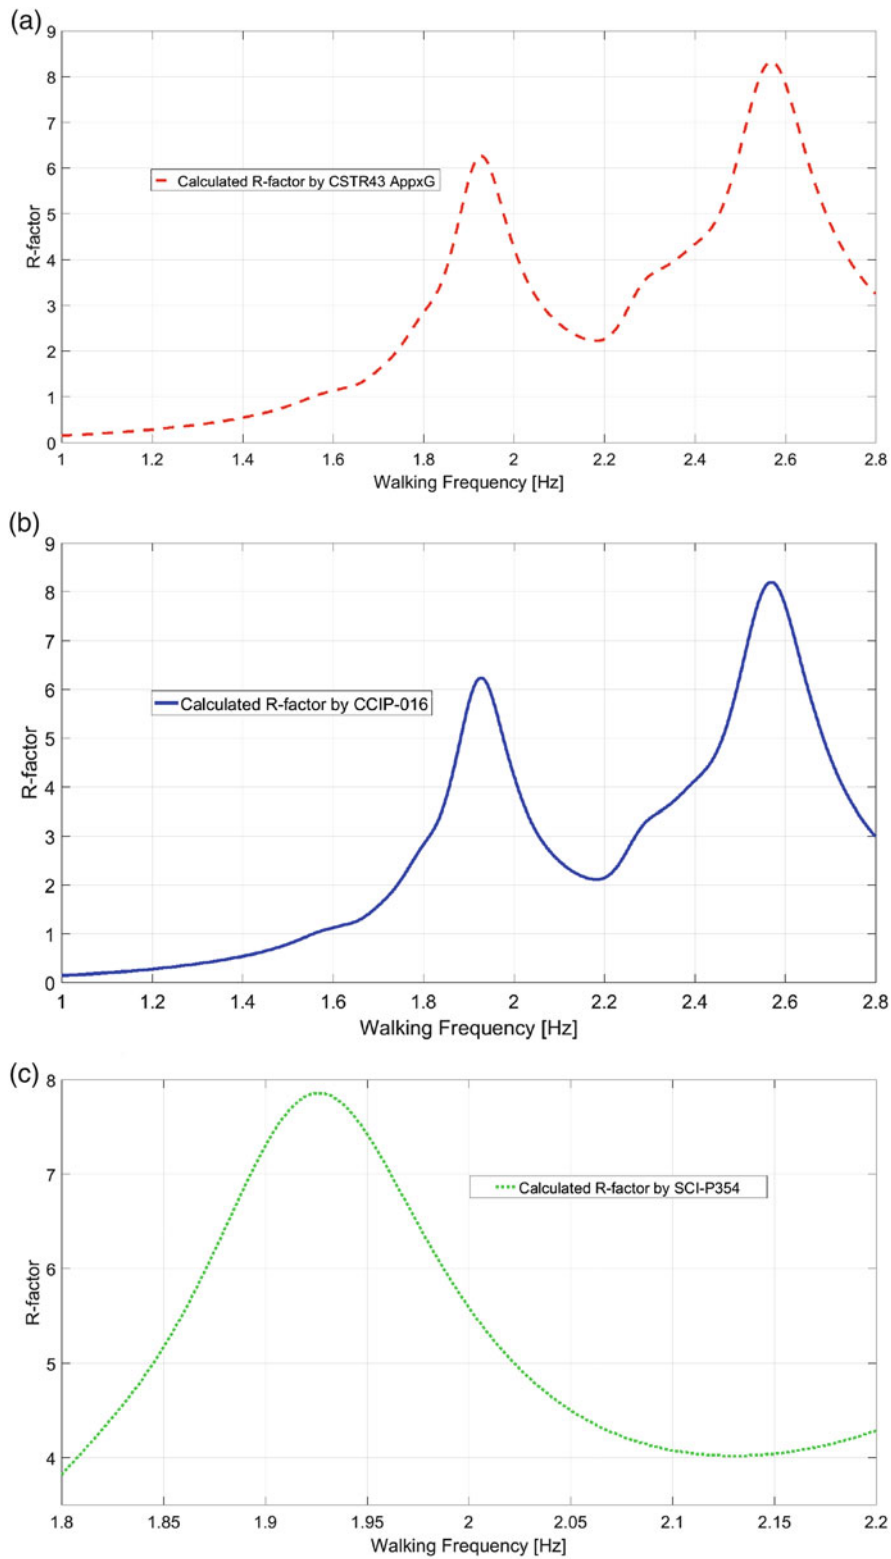 (a)
9
8
7
6
5
4
3
2
1
0
R-factor
Calculated R-factor by CSTR43 AppxG
1 1.2 1.4 1.6 1.8 2 2.2 2.4 2.6 2.8
Walking Frequency [Hz]
(b)
9
8
7
6
5
4
3
2
1
0
R-factor
Calculated R-factor by CCIP-016
1 1.2 1.4 1.6 1.8 2 2.2 2.4 2.6 2.8
Walking Frequency [Hz]
(c)
8
7
6
5
4
R-factor
Calculated R-factor by SCI-P354
1.8 1.85 1.9 1.95 2 2.05 2.1 2.15 2.2
Walking Frequency [Hz]